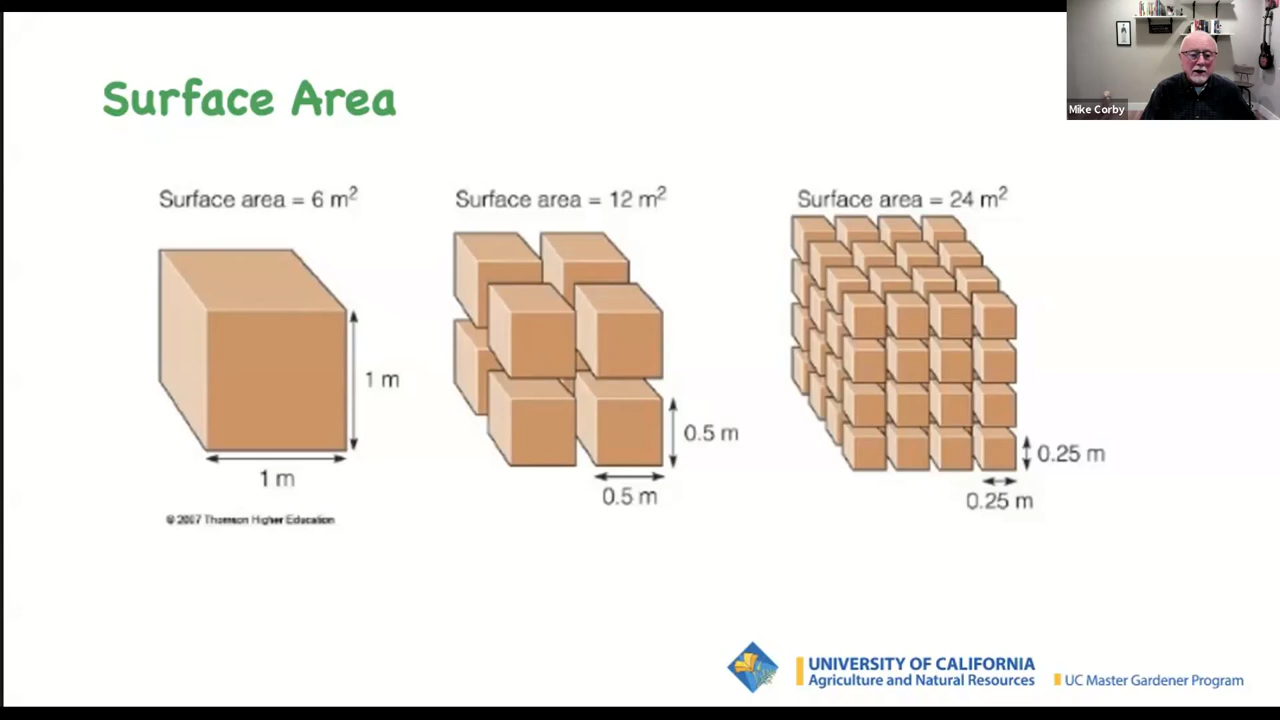 Surface Area
Mike Corby
Surface area = 6 m²
Surface area = 12 m²
Surface area = 24 m²
1 m
1 m
0.5 m
0.5 m
0.25 m
0.25 m
© 2007 Thomson Higher Education
UNIVERSITY OF CALIFORNIA
Agriculture and Natural Resources
UC Master Gardener Program